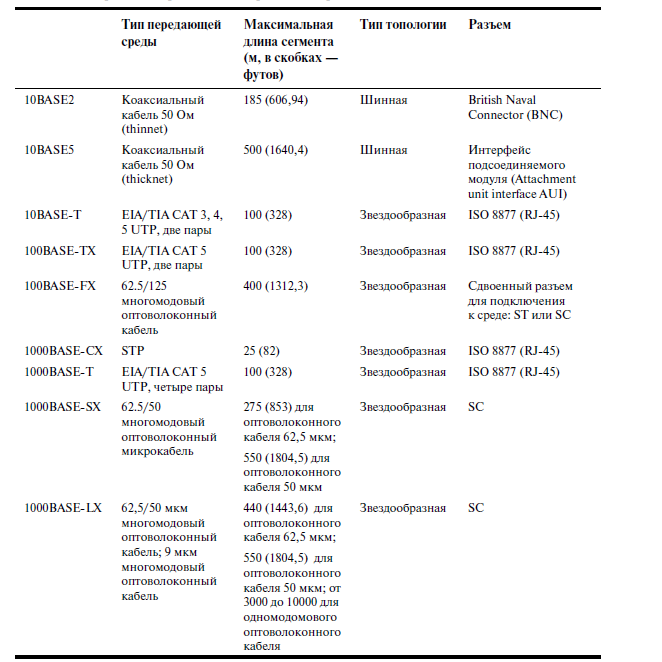 Тип передающей среды
Максимальная длина сегмента (м, в скобках — футов)
Тип топологии
Разъем
10BASE2
Коаксиальный
кабель 50 Ом
(thinnet)
185 (606,94)
Шинная
British Naval
Connector (BNC)
10BASE5
Коаксиальный
кабель 50 Ом
(thicknet)
500 (1640,4)
Шинная
Интерфейс
подсоединяемого
модуля (Attachment
unit interface AUI)
10BASE-T
EIA/TIA CAT 3, 4,
5 UTP, две пары
100 (328)
Звездообразная
ISO 8877 (RJ-45)
100BASE-TX
EIA/TIA CAT 5
UTP, две пары
100 (328)
Звездообразная
ISO 8877 (RJ-45)
100BASE-FX
62.5/125
многомодовый
оптоволоконный
кабель
400 (1312,3)
Звездообразная
Сдвоенный разъем
для подключения
к среде: ST или SC
1000BASE-CX
STP
25 (82)
Звездообразная
ISO 8877 (RJ-45)
1000BASE-T
EIA/TIA CAT 5
UTP, четыре пары
100 (328)
Звездообразная
ISO 8877 (RJ-45)
1000BASE-SX
62.5/50
многомодовый
оптоволоконный
микрокабель
275 (853) для
оптоволоконного
кабеля 62,5 мкм;
550 (1804,5) для
оптоволоконного
кабеля 50 мкм
Звездообразная
SC
1000BASE-LX
62,5/50 мкм
многомодовый
оптоволоконный
кабель; 9 мкм
многомодовый
оптоволоконный
кабель
440 (1443,6) для
оптоволоконного
кабеля 62,5 мкм;
550 (1804,5) для
оптоволоконного
кабеля 50 мкм; от
3000 до 10000 для
одномодомового
оптоволоконного
кабеля
Звездообразная
SC